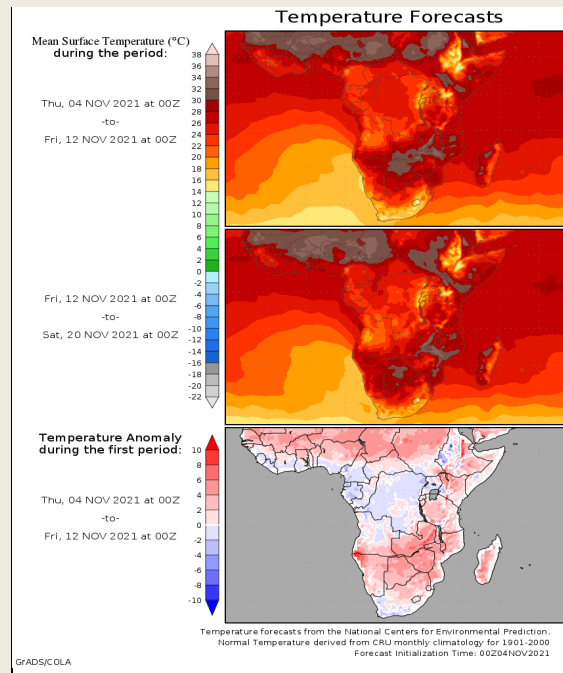 Temperature Forecasts
Mean Surface Temperature (°C)
during the period:
Thu, 04 NOV 2021 at 00Z
-to-
Fri, 12 NOV 2021 at 00Z
38
36
34
32
30
28
26
24
22
20
18
16
14
12
10
8
6
4
2
0
-2
-4
-6
-8
-10
-12
-14
-16
-18
-20
-22
Fri, 12 NOV 2021 at 00Z
-to-
Sat, 20 NOV 2021 at 00Z
Temperature Anomaly
during the first period:
Thu, 04 NOV 2021 at 00Z
-to-
Fri, 12 NOV 2021 at 00Z
10
8
6
4
2
0
-2
-4
-6
-8
-10
Temperature forecasts from the National Centers for Environmental Prediction.
Normal Temperature derived from CRU monthly climatology for 1901-2000
Forecast Initialization Time: 00Z04NOV2021
GrADS/COLA